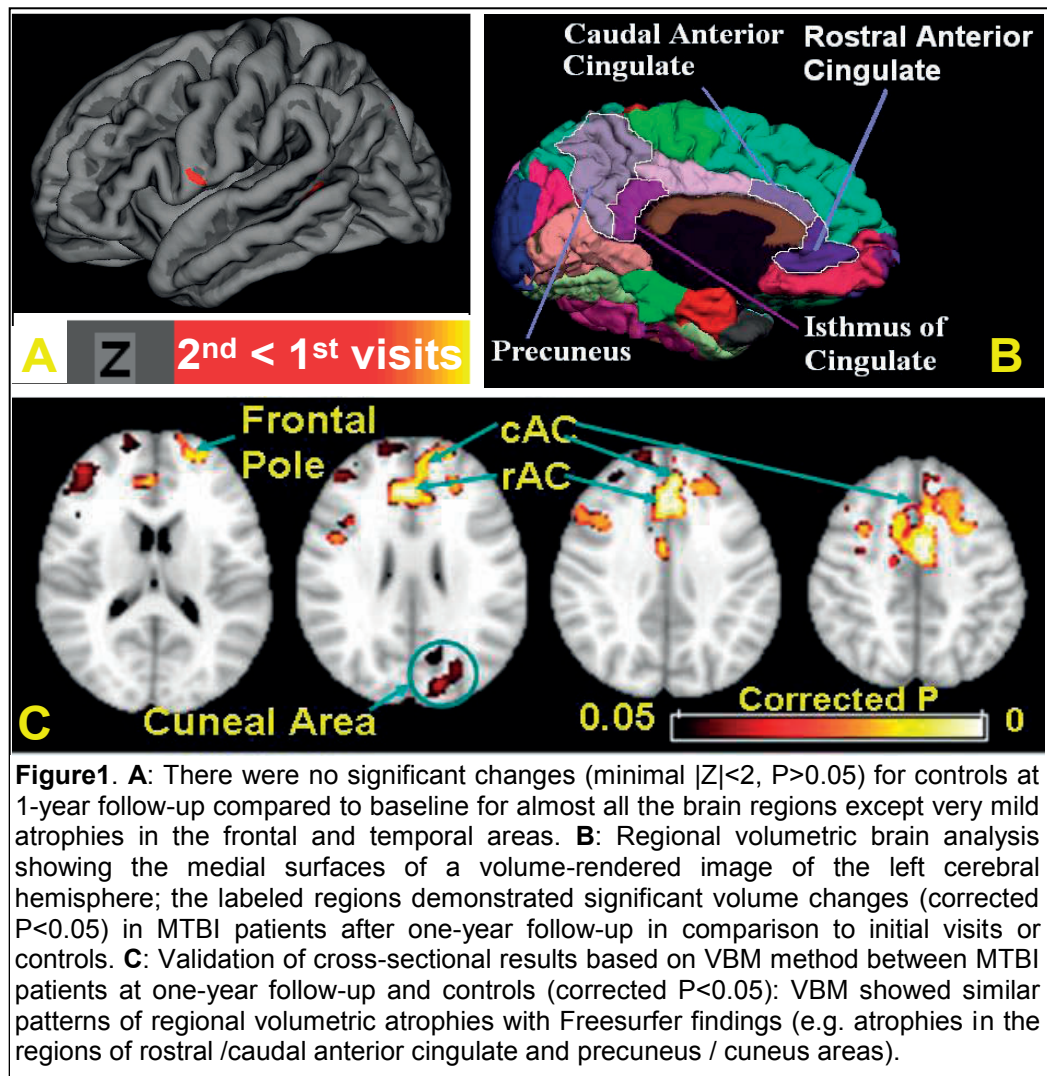 Caudal Anterior
Cingulate
Rostral Anterior
Cingulate
A
Z
2nd < 1st visits
Precuneus
Isthmus of
Cingulate
B
Frontal
Pole
cAC
rAC
Cuneal Area
C
Corrected P
0.05
0
Figure1. A: There were no significant changes (minimal |Z|<2, P>0.05) for controls at
1-year follow-up compared to baseline for almost all the brain regions except very mild
atrophies in the frontal and temporal areas. B: Regional volumetric brain analysis
showing the medial surfaces of a volume-rendered image of the left cerebral
hemisphere; the labeled regions demonstrated significant volume changes (corrected
P<0.05) in MTBI patients after one-year follow-up in comparison to initial visits or
controls. C: Validation of cross-sectional results based on VBM method between MTBI
patients at one-year follow-up and controls (corrected P<0.05): VBM showed similar
patterns of regional volumetric atrophies with Freesurfer findings (e.g. atrophies in the
regions of rostral /caudal anterior cingulate and precuneus / cuneus areas).